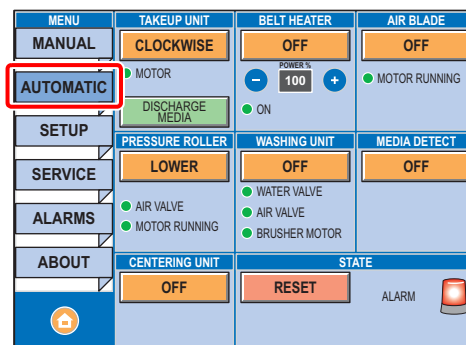 MENU
MANUAL
AUTOMATIC
SETUP
SERVICE
ALARMS
ABOUT
TAKEUP UNIT
CLOCKWISE
MOTOR
DISCHARGE
MEDIA
BELT HEATER
OFF
POWER %
- 100 +
ON
AIR BLADE
OFF
MOTOR RUNNING
PRESSURE ROLLER
LOWER
AIR VALVE
MOTOR RUNNING
WASHING UNIT
OFF
WATER VALVE
AIR VALVE
BRUSHER MOTOR
MEDIA DETECT
OFF
CENTERING UNIT
OFF
STATE
RESET
ALARM